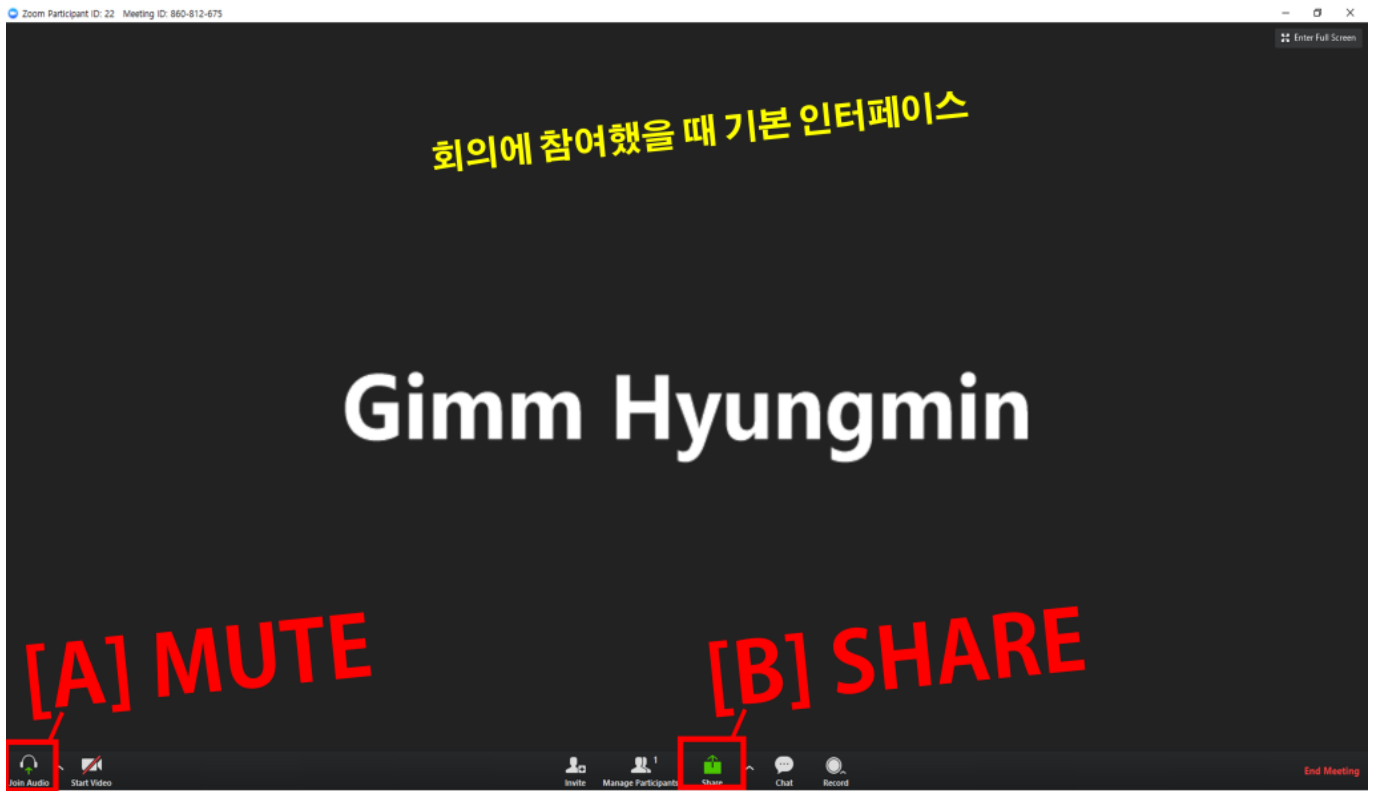 Zoom Participant ID: 22 Meeting ID: 860-812-675
Enter Full Screen
회의에 참여했을 때 기본 인터페이스
Gimm Hyungmin
[A] MUTE
[B] SHARE
Join Audio
Start Video
Invite
Manage Participants
1
Share
Chat
Record
End Meeting